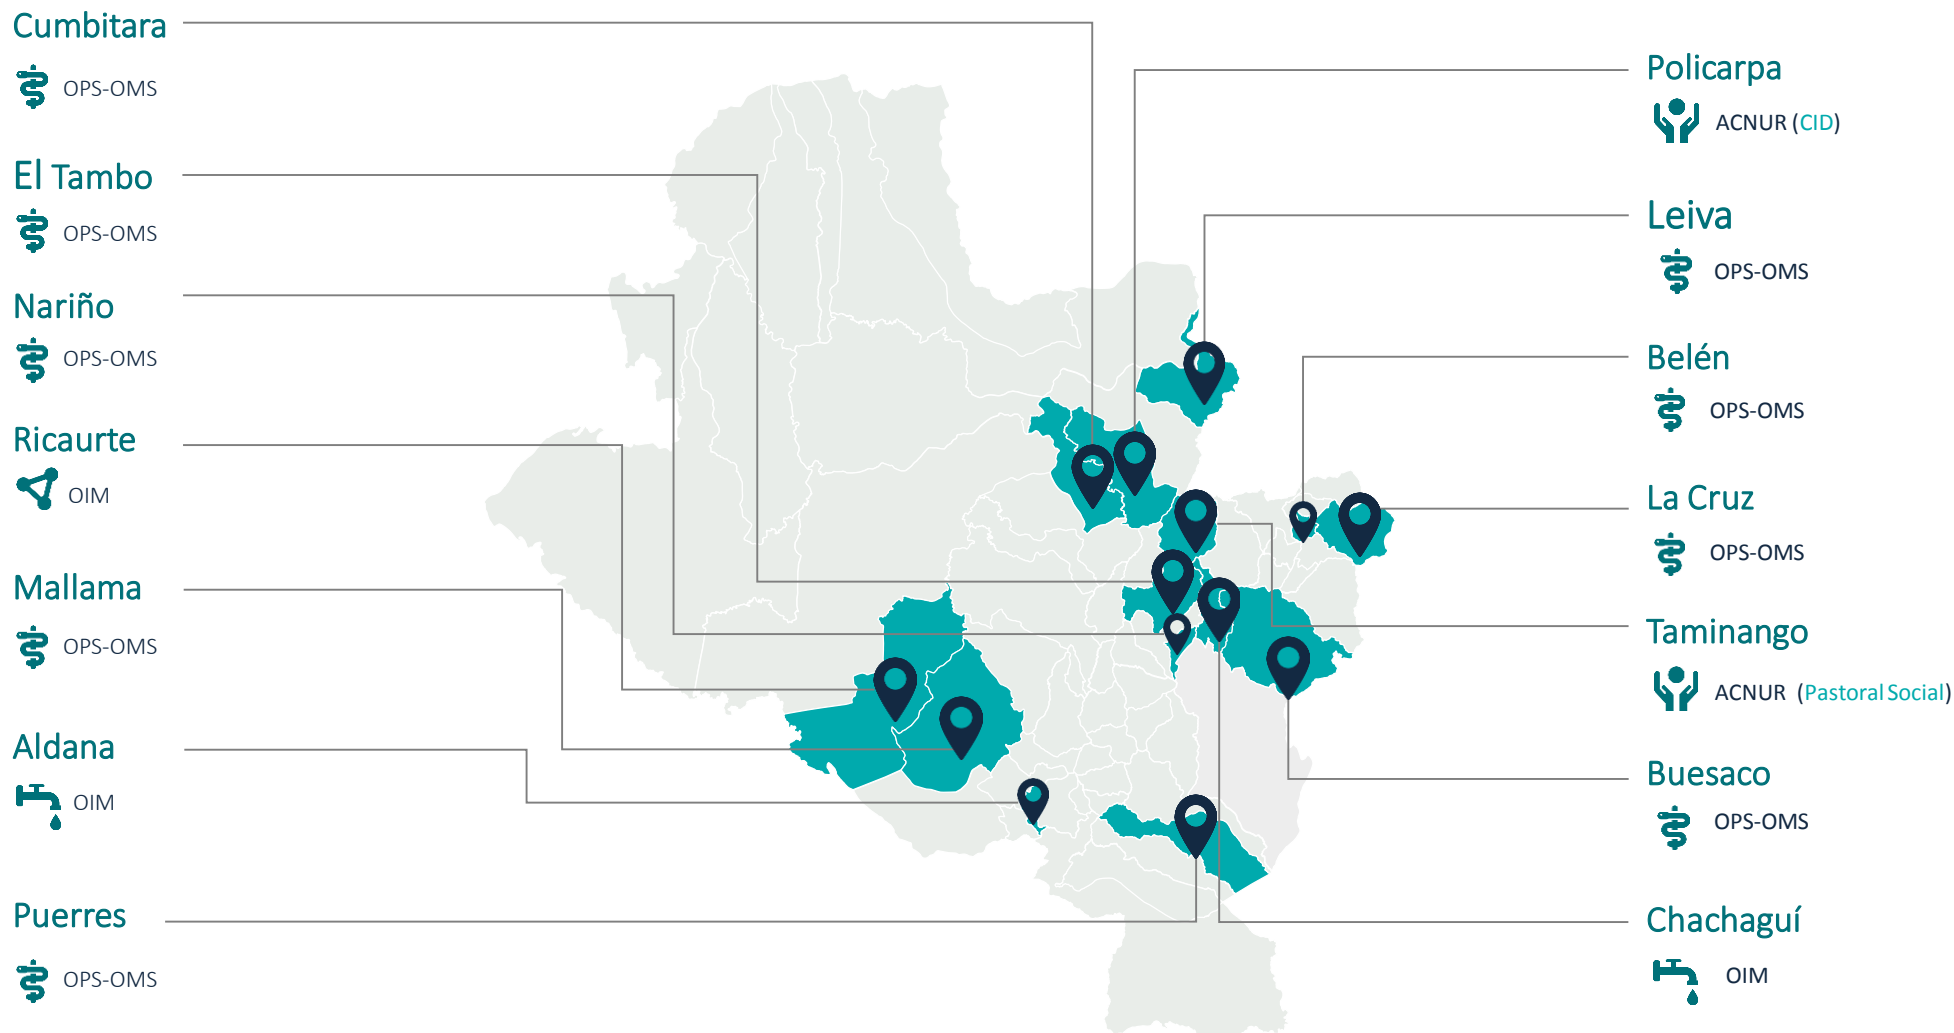 Cumbitara
OPS-OMS
El Tambo
OPS-OMS
Nariño
OPS-OMS
Ricaurte
OIM
Mallama
OPS-OMS
Aldana
OIM
Puerres
OPS-OMS
Policarpa
ACNUR (CID)
Leiva
OPS-OMS
Belén
OPS-OMS
La Cruz
OPS-OMS
Taminango
ACNUR (Pastoral Social)
Buesaco
OPS-OMS
Chachaguí
OIM